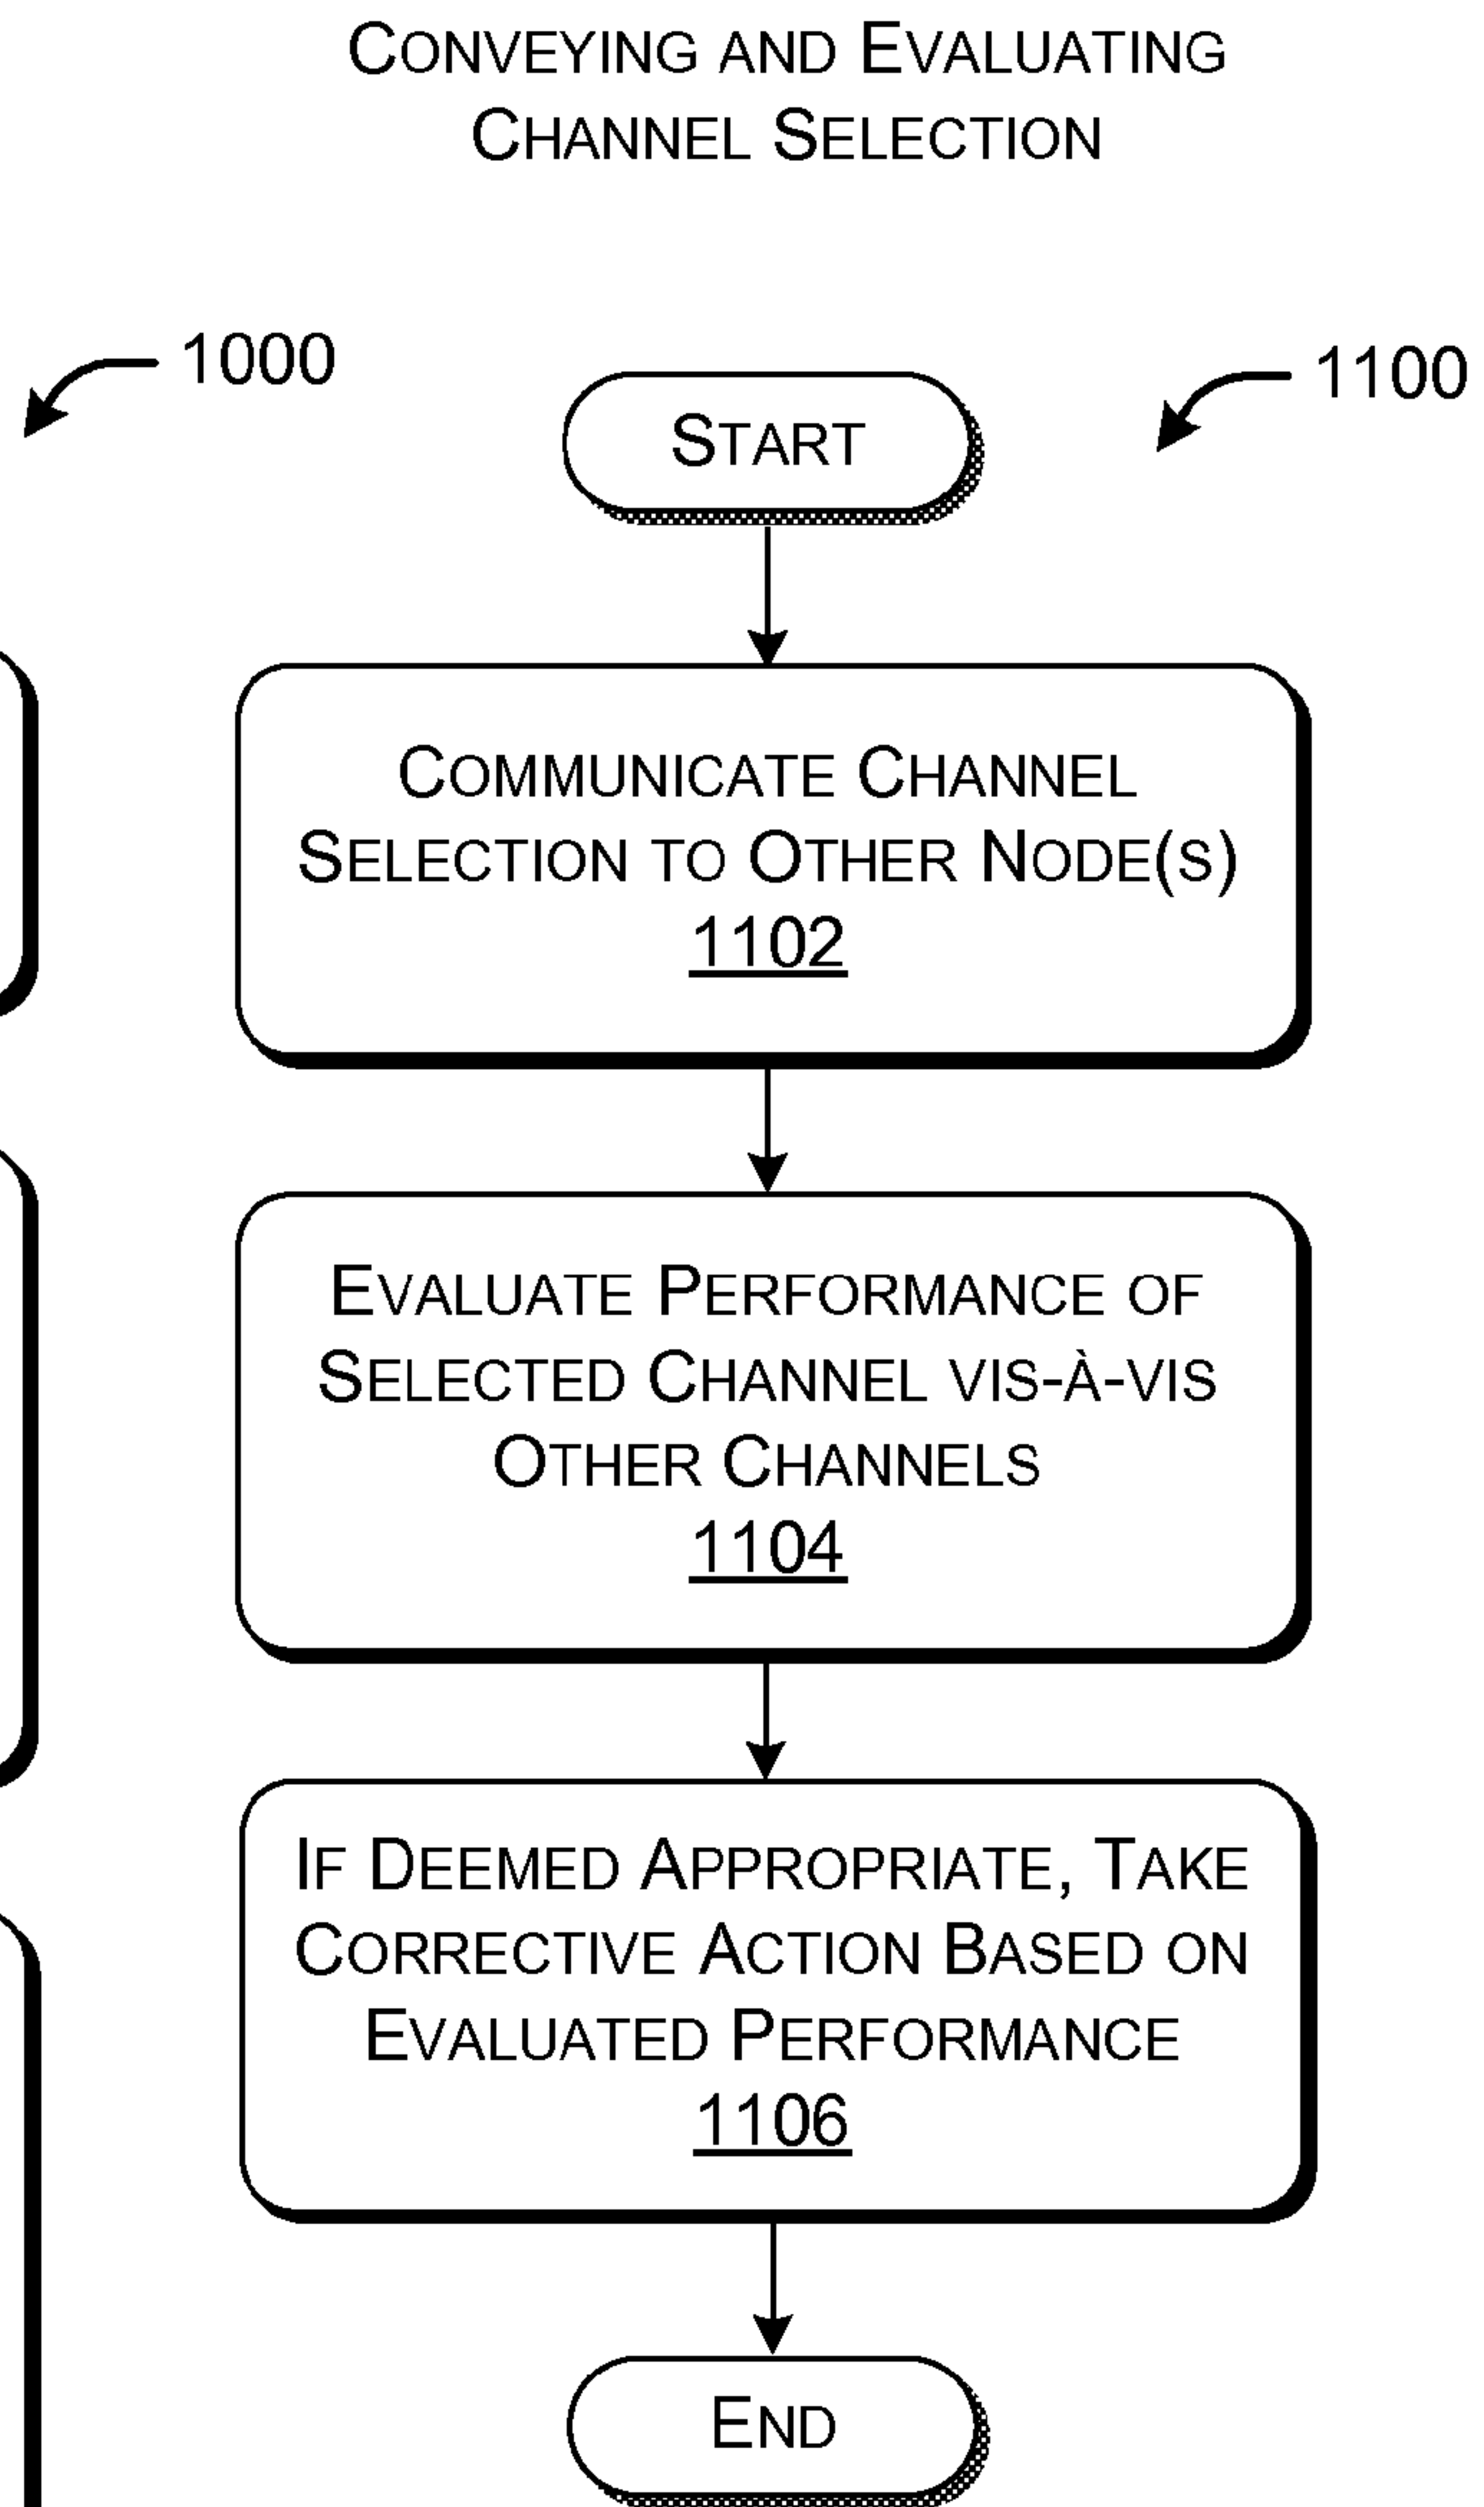 CONVEYING AND EVALUATING
CHANNEL SELECTION
1000
1100
START
COMMUNICATE CHANNEL
SELECTION TO OTHER NODE(S)
1102
EVALUATE PERFORMANCE OF
SELECTED CHANNEL VIS-À-VIS
OTHER CHANNELS
1104
IF DEEMED APPROPRIATE, TAKE
CORRECTIVE ACTION BASED ON
EVALUATED PERFORMANCE
1106
END